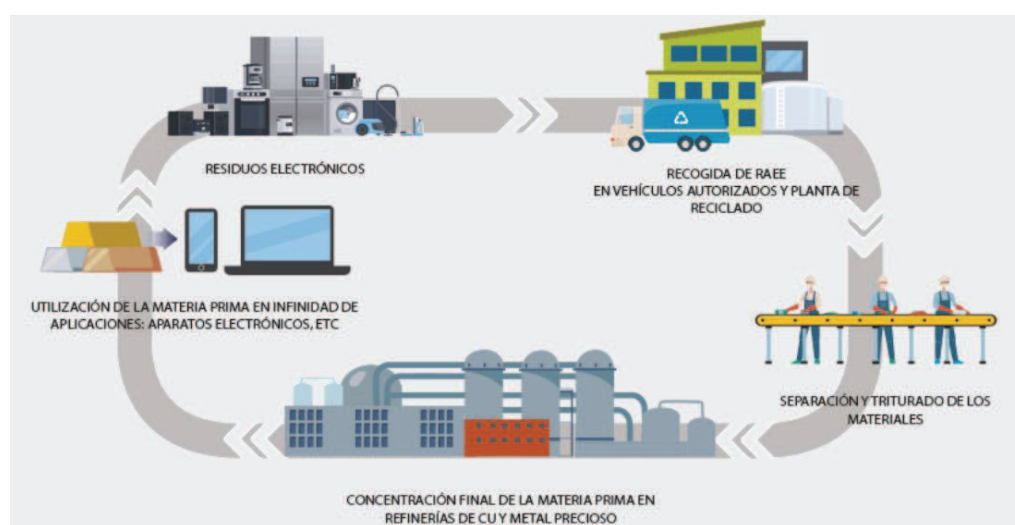 RESIDUOS ELECTRÓNICOS
RECOGIDA DE RAEE
EN VEHÍCULOS AUTORIZADOS Y PLANTA DE
RECICLADO
UTILIZACIÓN DE LA MATERIA PRIMA EN INFINIDAD DE
APLICACIONES: APARATOS ELECTRÓNICOS, ETC
SEPARACIÓN Y TRITURADO DE LOS
MATERIALES
CONCENTRACIÓN FINAL DE LA MATERIA PRIMA EN
REFINERÍAS DE CU Y METAL PRECIOSO